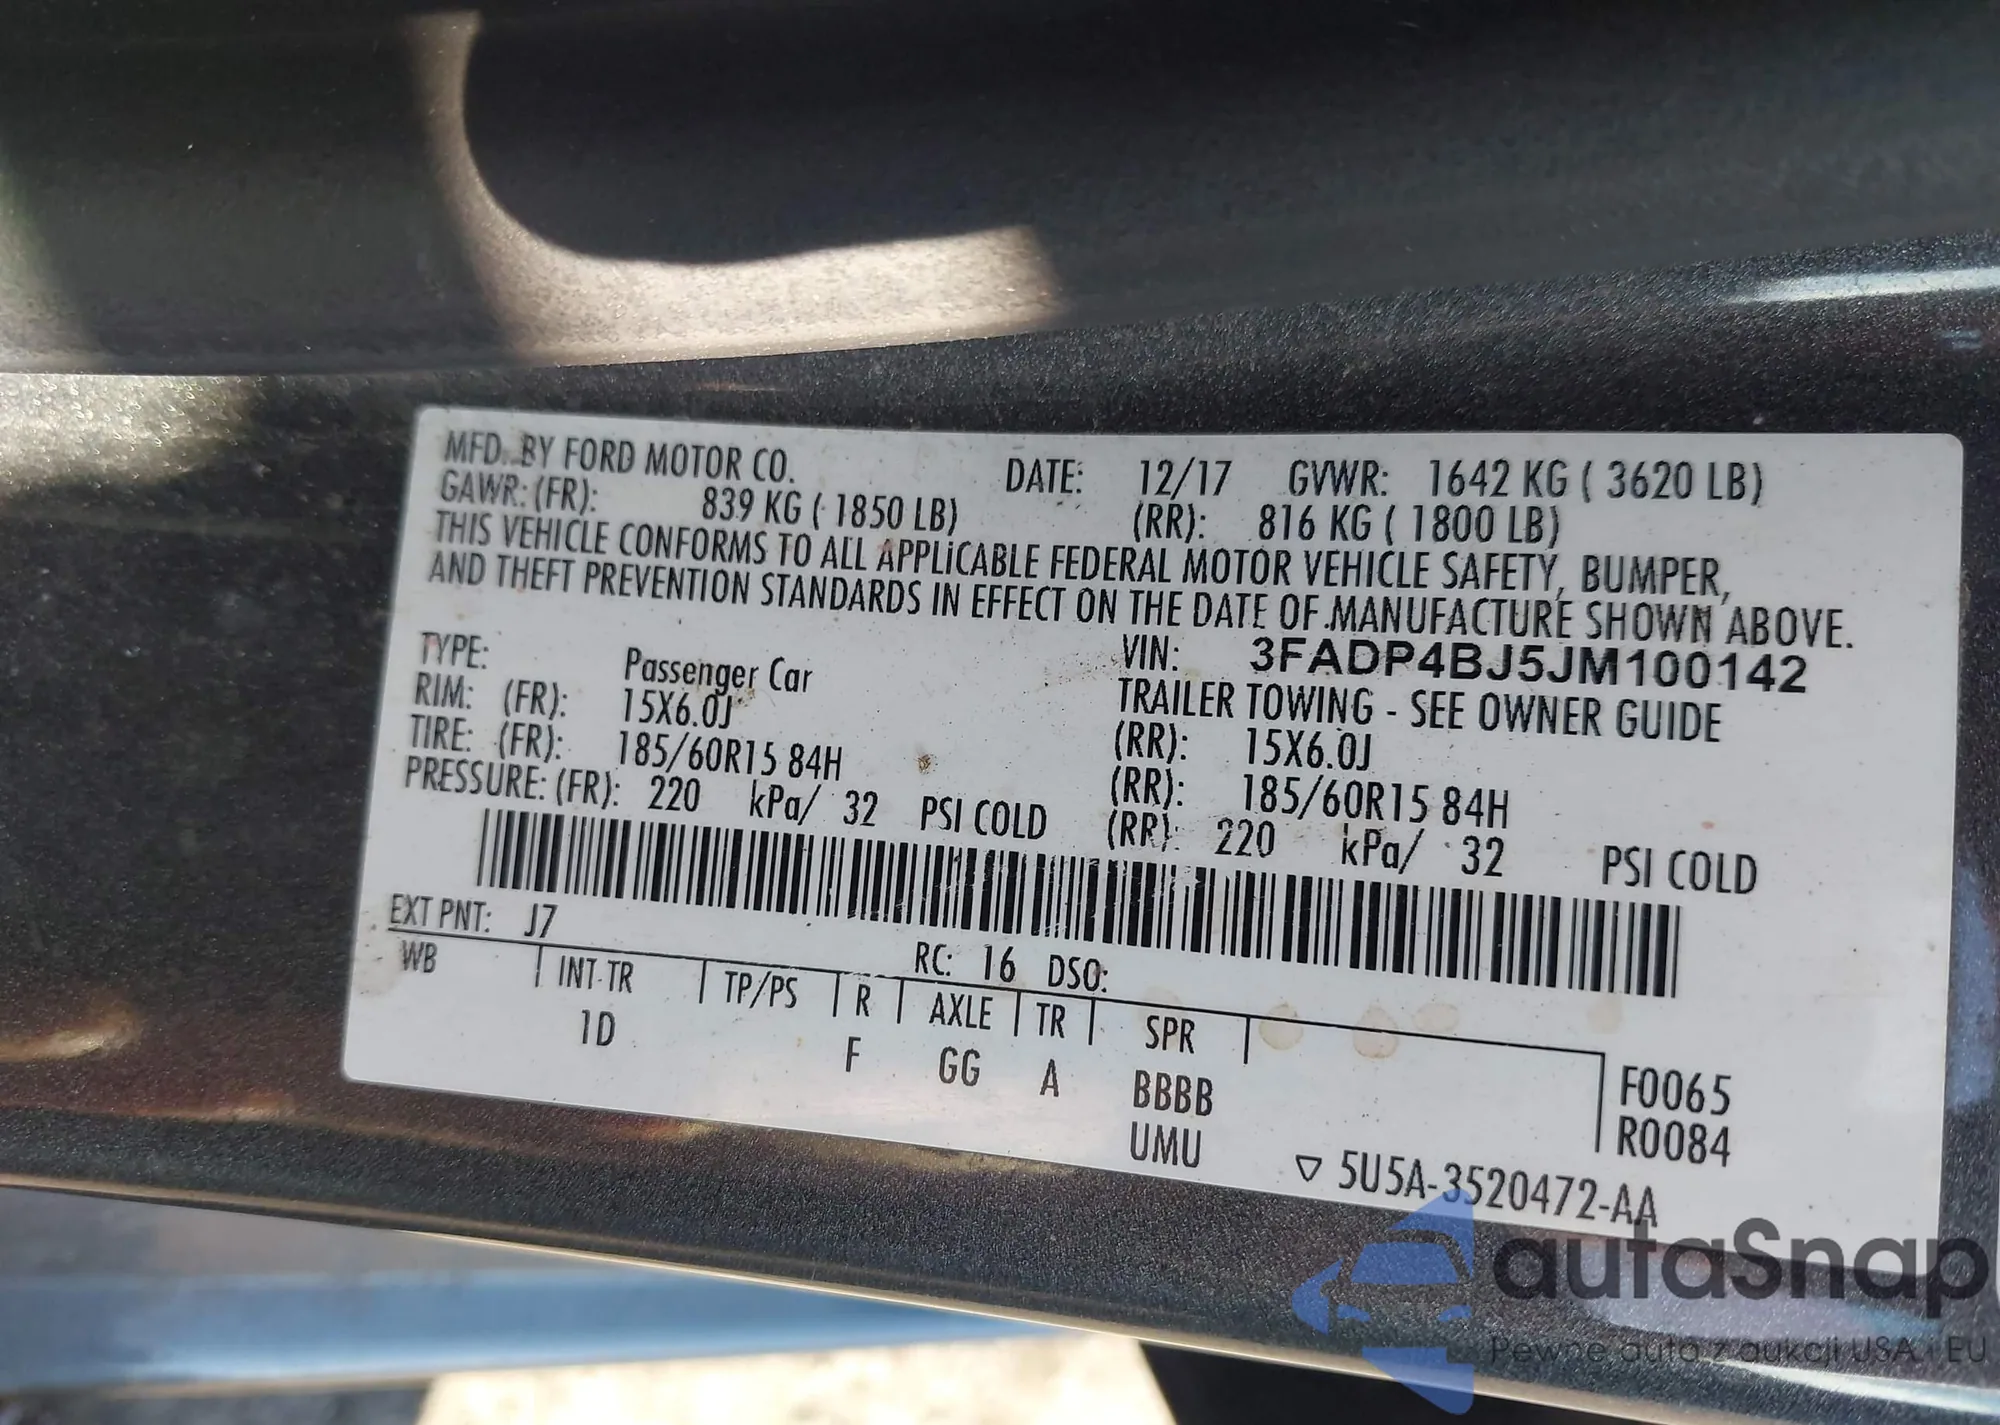 MFD. BY FORD MOTOR CO. DATE: 12/17 GVWR: 1642 KG ( 3620 LB)
GAWR: (FR): 839 KG ( 1850 LB) (RR): 816 KG ( 1800 LB)
THIS VEHICLE CONFORMS TO ALL APPLICABLE FEDERAL MOTOR VEHICLE SAFETY, BUMPER,
AND THEFT PREVENTION STANDARDS IN EFFECT ON THE DATE OF MANUFACTURE SHOWN ABOVE.
VIN: 3FADP4BJ5JM100142
TYPE: Passenger Car TRAILER TOWING - SEE OWNER GUIDE
RIM: (FR): 15X6.0J (RR): 15X6.0J
TIRE: (FR): 185/60R15 84H (RR): 185/60R15 84H
PRESSURE: (FR): 220 kPa/ 32 PSI COLD (RR): 220 kPa/ 32 PSI COLD
EXT PNT: J7 RC: 16 DSO:
WB INT TR TP/PS R AXLE TR SPR
1D F GG A BBBB F0065
UMU R0084
5U5A-3520472-AA
autaSnap
Pewne auta z aukcji USA i EU